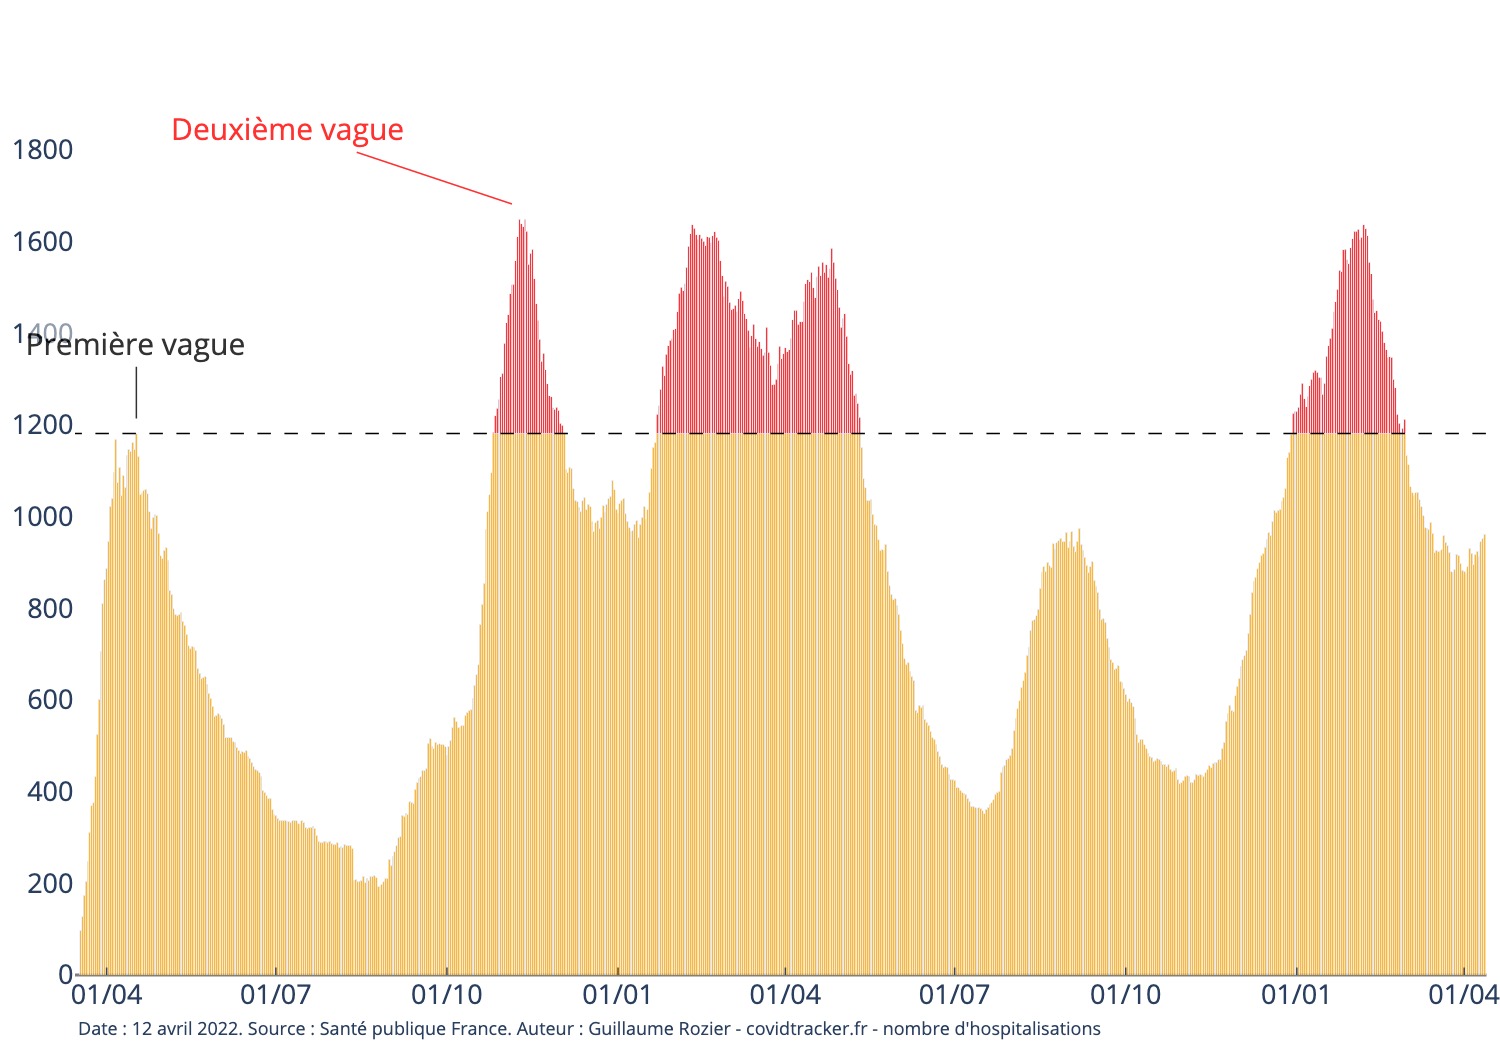 Deuxième vague
1800
1600
1400
Première vague
1200
1000
800
600
400
200
0
01/04 01/07 01/10 01/01 01/04 01/07 01/10 01/01 01/04
Date : 12 avril 2022. Source : Santé publique France. Auteur : Guillaume Rozier - covidtracker.fr - nombre d'hospitalisations